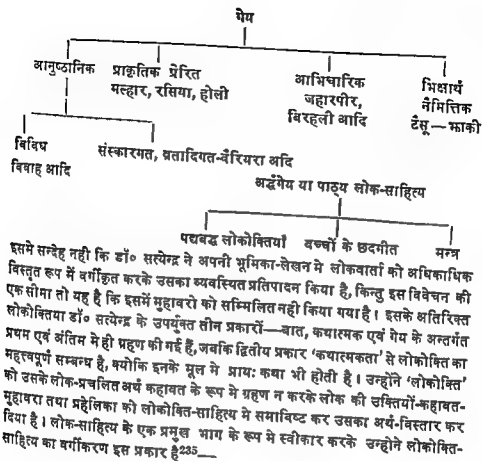 गेय
आनुष्ठानिक प्राकृतिक प्रेरित आभिचारिक भिक्षार्थ
मल्हार, रसिया, होली जहारपीर, नैमित्तिक
बिरहली आदि टैसू—झाकी
विविध संस्कारगत, व्रतादिगत-वैरियरा अदि
विवाह आदि
अर्द्धगेय या पाठ्य लोक-साहित्य
पद्यबद्ध लोकोक्तियाँ बच्चों के छदमीत मन्त्र
इसमे सन्देह नही कि डॉ० सत्येन्द्र ने अपनी भूमिका-लेखन मे लोकवार्ता को अधिकाधिक
विस्तृत रूप में वर्गीकृत करके उसका व्यवस्थित प्रतिपादन किया है, किन्तु इस विवेचन की
एक सीमा तो यह है कि इसमें मुहावरो को सम्मिलित नही किया गया है। इसके अतिरिक्त
लोकोक्तिया डॉ० सत्येन्द्र के उपर्युक्त तीन प्रकारों—बात, कथात्मक एवं गेय के अन्तर्गत
प्रथम एवं अंतिम मे ही ग्रहण की गई हैं, जबकि द्वितीय प्रकार 'कथात्मकता' से लोकोक्ति का
महत्त्वपूर्ण सम्बन्ध है, क्योकि इनके मूल मे प्रायः कथा भी होती है। उन्होंने 'लोकोक्ति'
को उसके लोक-प्रचलित अर्थ कहावत के रूप मे ग्रहण न करके लोक की उक्तियों-कहावत-
मुहावरा तथा प्रहेलिका को लोकोक्ति-साहित्य मे समाविष्ट कर उसका अर्थ-विस्तार कर
दिया है। लोक-साहित्य के एक प्रमुख भाग के रूप मे स्वीकार करके उन्होने लोकोक्ति-
साहित्य का वर्गीकरण इस प्रकार है²³⁵—